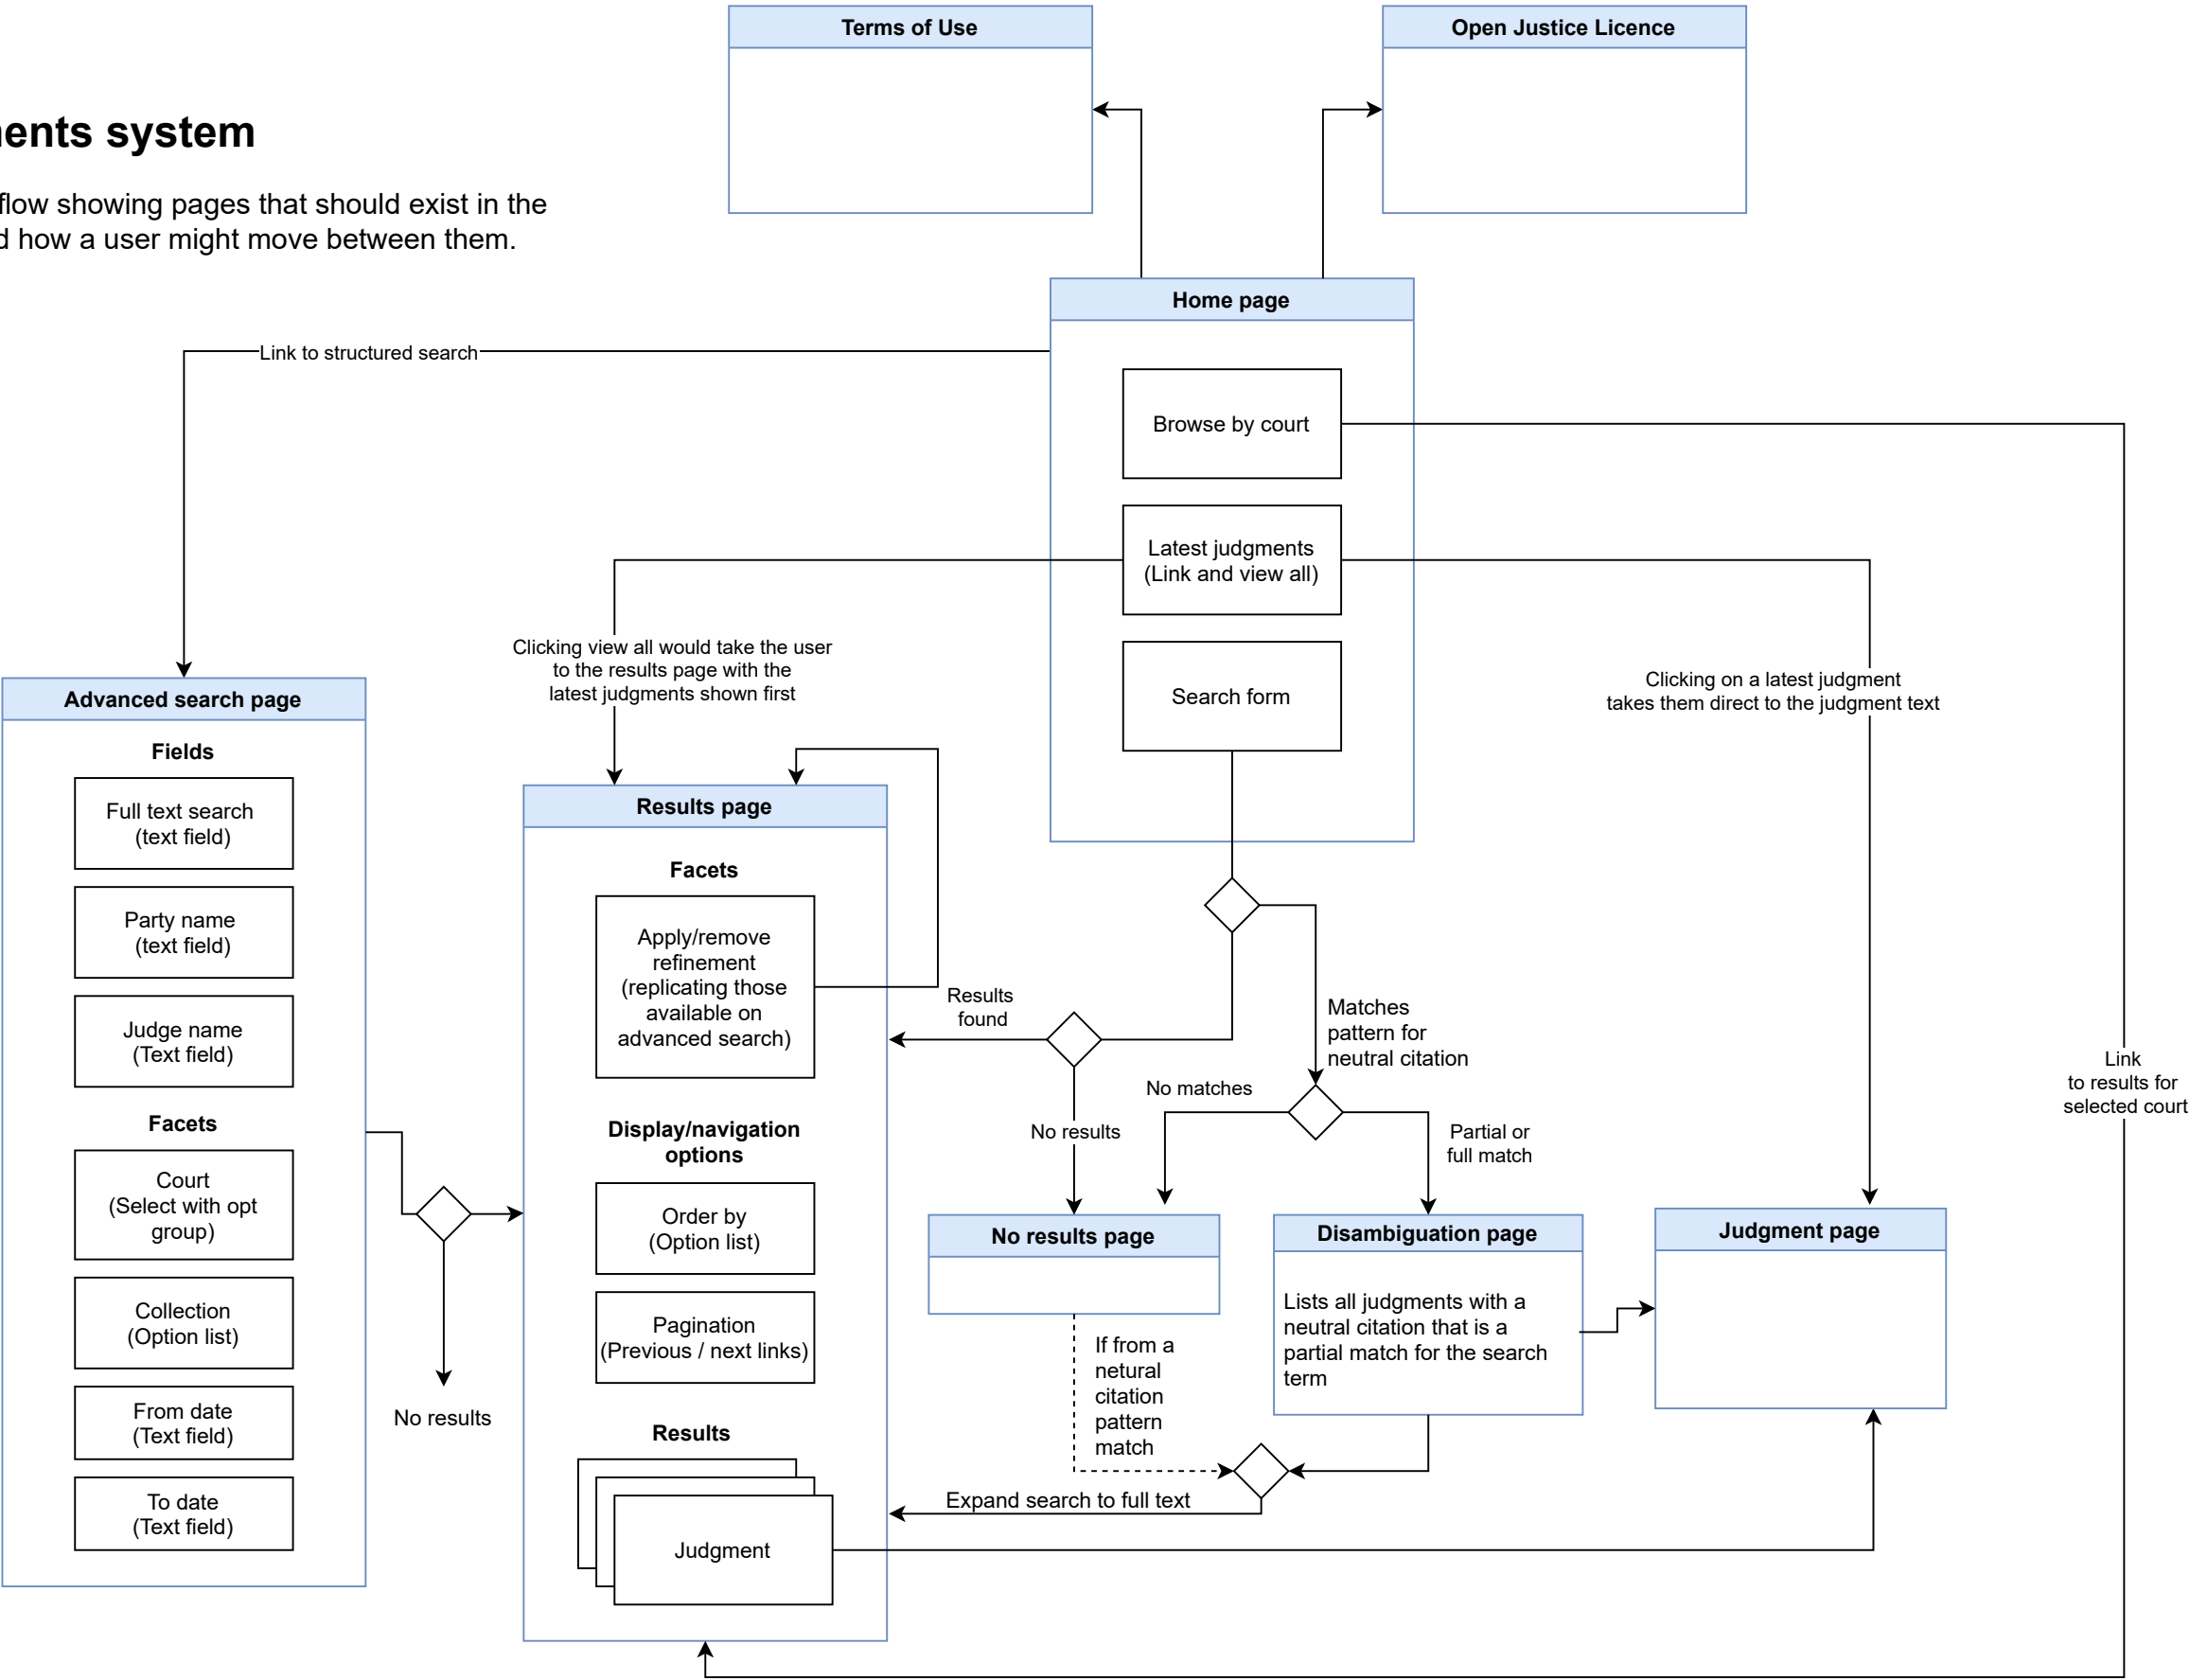 Terms of Use
Open Justice Licence
system
flow showing pages that should exist in the
how a user might move between them.
Home page
Link to structured search
Browse by court
Latest judgments
(Link and view all)
Search form
Clicking view all would take the user
to the results page with the
latest judgments shown first
Clicking on a latest judgment
takes them direct to the judgment text
Advanced search page
Fields
Full text search
(text field)
Party name
(text field)
Judge name
(Text field)
Facets
Court
(Select with opt
group)
Collection
(Option list)
From date
(Text field)
To date
(Text field)
No results
Results page
Facets
Apply/remove
refinement
(replicating those
available on
advanced search)
Display/navigation
options
Order by
(Option list)
Pagination
(Previous / next links)
Results
Judgment
Results
found
No results
Matches
pattern for
neutral citation
No matches
Partial or
full match
Link
to results for
selected court
No results page
Disambiguation page
Lists all judgments with a
neutral citation that is a
partial match for the search
term
Judgment page
If from a
netural
citation
pattern
match
Expand search to full text